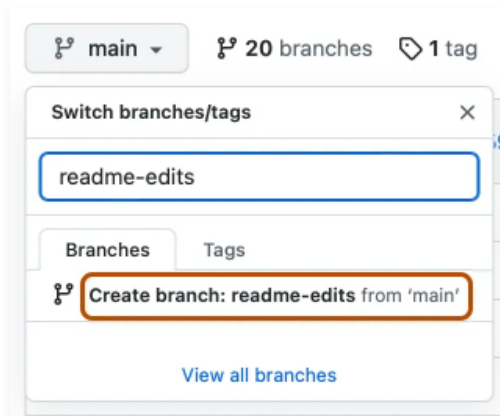 main 20 branches 1 tag
Switch branches/tags
readme-edits
Branches Tags
Create branch: readme-edits from ‘main’
View all branches